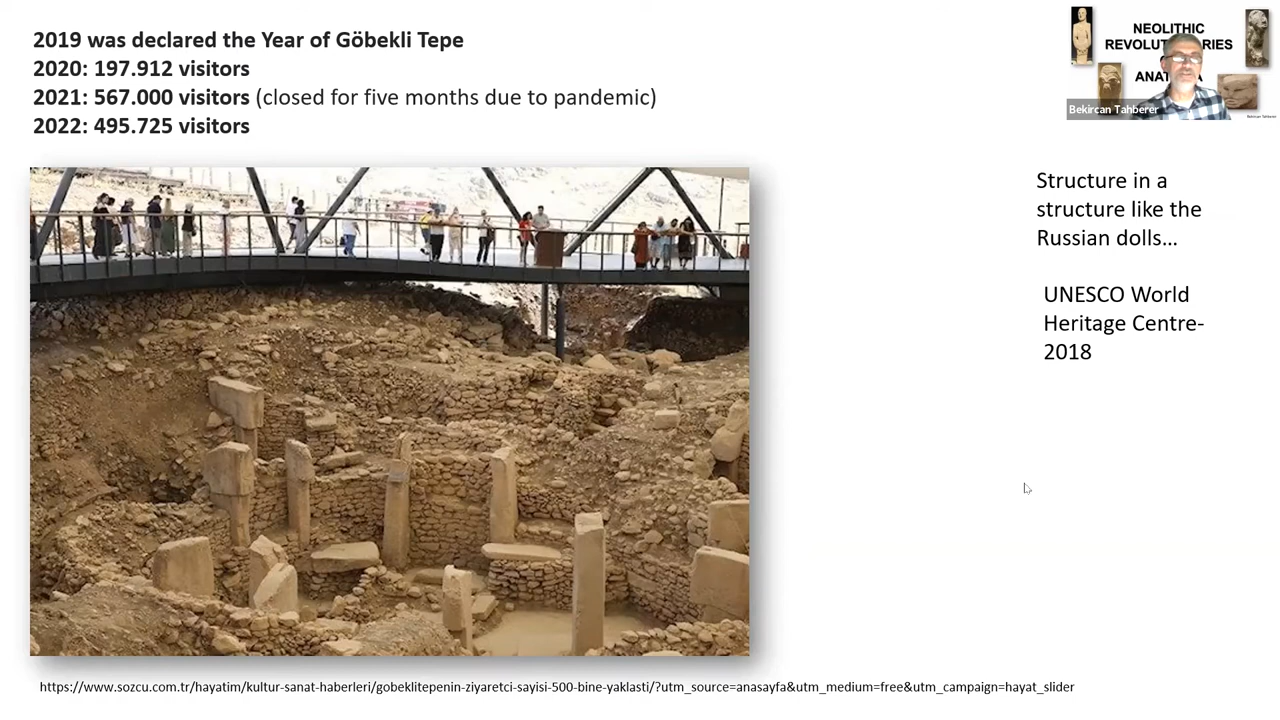 2019 was declared the Year of Göbekli Tepe
2020: 197.912 visitors
2021: 567.000 visitors (closed for five months due to pandemic)
2022: 495.725 visitors
NEOLITHIC
Bekircan Tahberer
Bekircan Tahberer
Structure in a
structure like the
Russian dolls…
UNESCO World
Heritage Centre-
2018
https://www.sozcu.com.tr/hayatim/kultur-sanat-haberleri/gobeklitepenin-ziyaretci-sayisi-500-bine-yaklasti/?utm_source=anasayfa&utm_medium=free&utm_campaign=hayat_slider